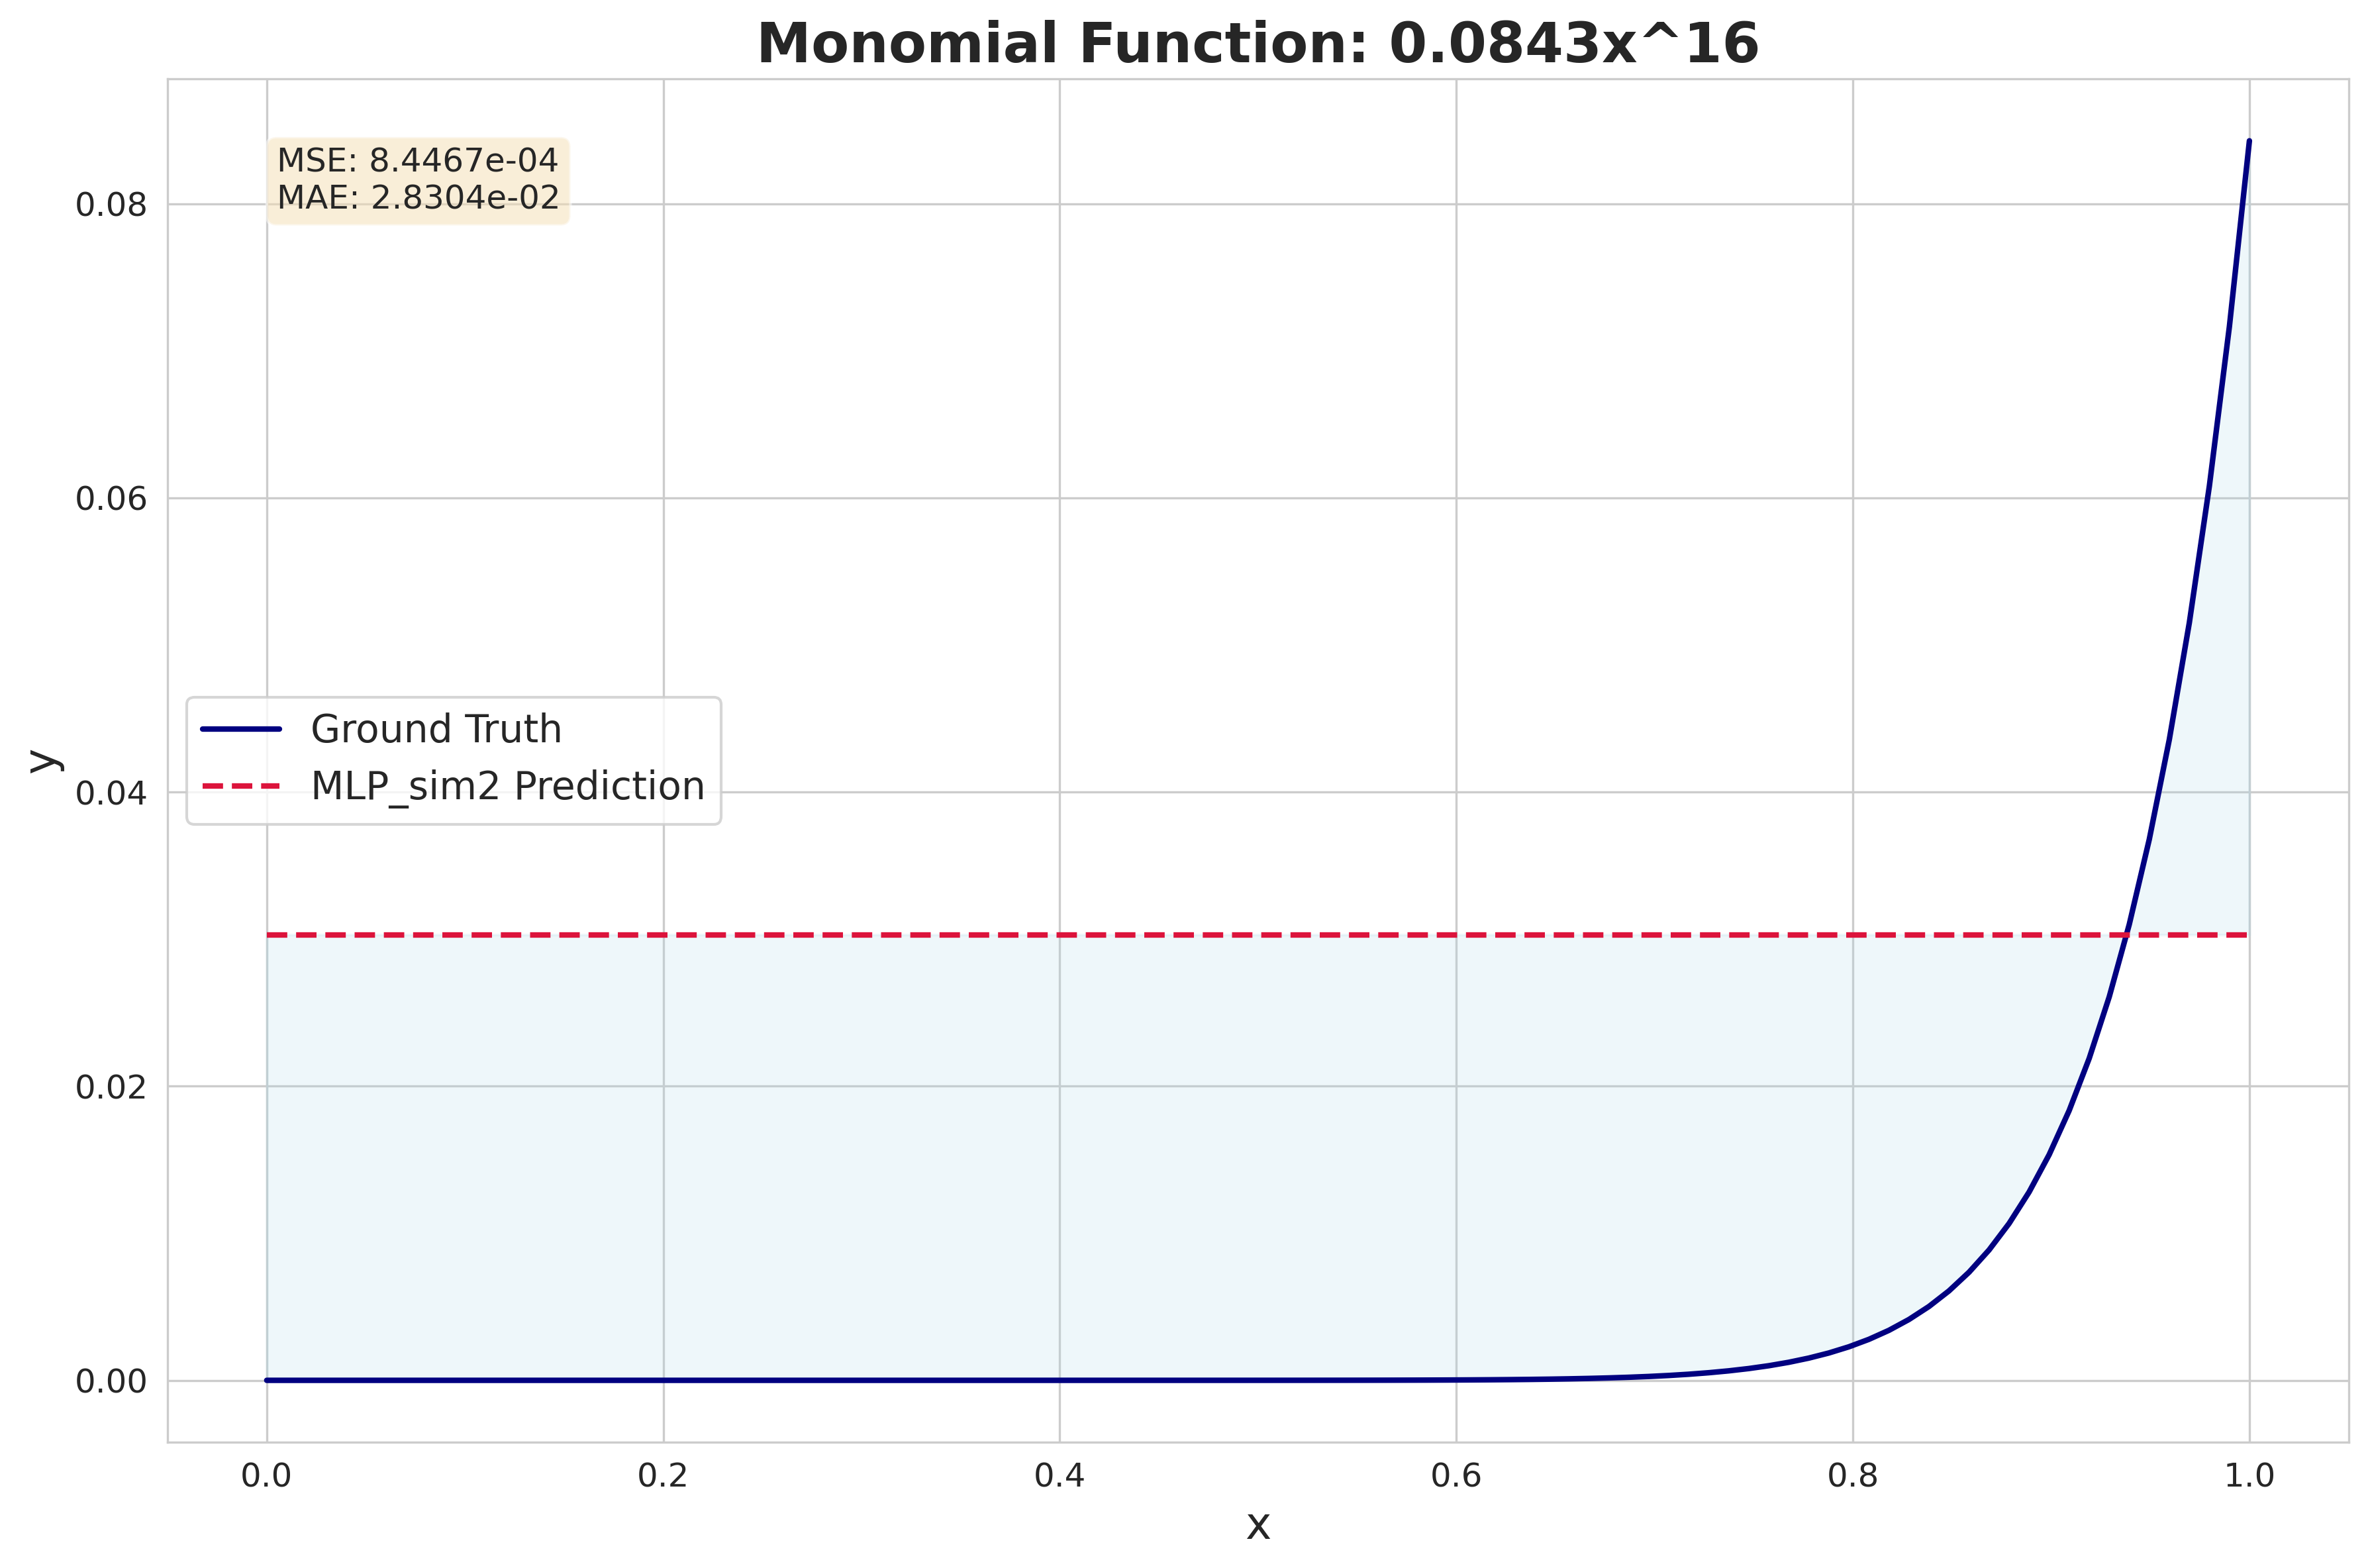 Monomial Function: 0.0843x^16
MSE: 8.4467e-04
MAE: 2.8304e-02
0.08
0.06
Ground Truth
MLP_sim2 Prediction
y
0.04
0.02
0.00
0.0 0.2 0.4 0.6 0.8 1.0
x